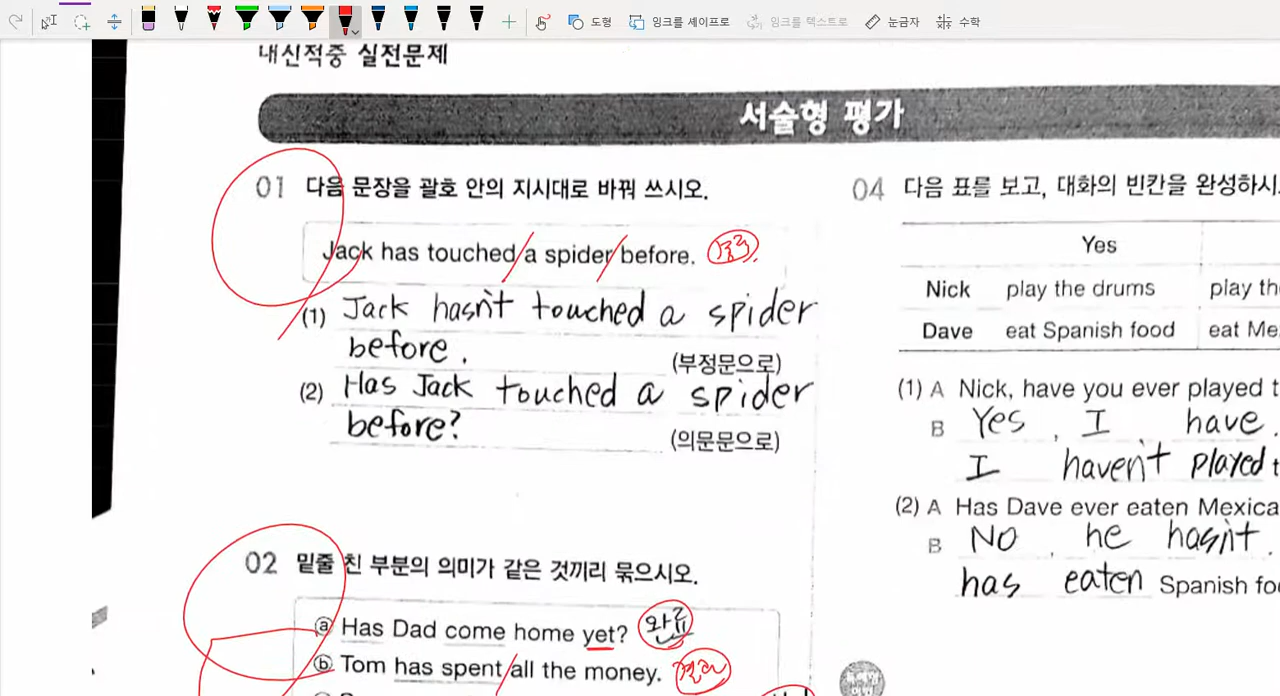 도형
잉크를 셰이프로
잉크를 텍스트로
눈금자
수학
내신적중 실전문제
서술형 평가
01 다음 문장을 괄호 안의 지시대로 바꿔 쓰시오.
Jack has touched a spider before.
(1) Jack hasn't touched a spider
before.
(부정문으로)
(2) Has Jack touched a spider
before?
(의문문으로)
02 밑줄 친 부분의 의미가 같은 것끼리 묶으시오.
ⓐ Has Dad come home yet? 완료
ⓑ Tom has spent all the money. 결과
04 다음 표를 보고, 대화의 빈칸을 완성하시
Yes
Nick play the drums play th
Dave eat Spanish food eat Me
(1) A Nick, have you ever played t
B Yes, I have.
I haven't played t
(2) A Has Dave ever eaten Mexica
B No, he hasn't.
has eaten Spanish fo